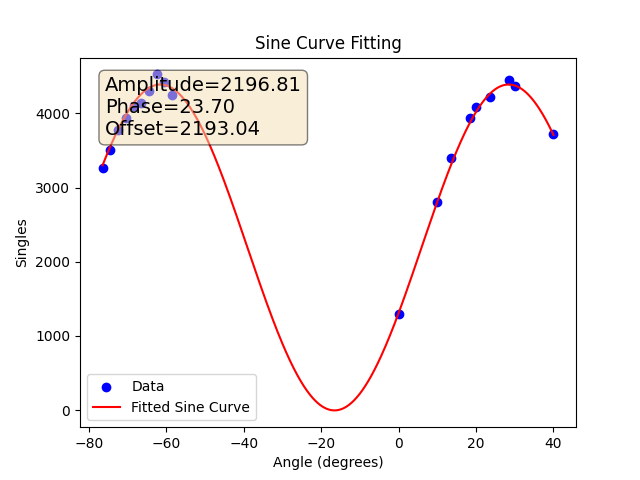 Sine Curve Fitting
Amplitude=2196.81
Phase=23.70
Offset=2193.04
4000
3000
2000
1000
0
Singles
Data
Fitted Sine Curve
−80
−60
−40
−20
0
20
40
Angle (degrees)